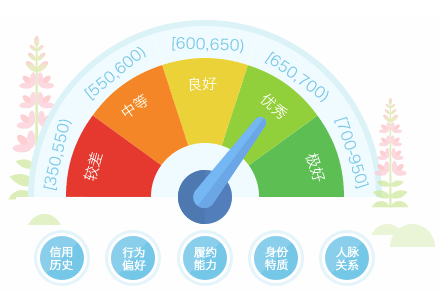 [350,550)
[550,600)
[600,650)
[650,700)
[700-950]
较差
中等
良好
优秀
极好
信用
历史
行为
偏好
履约
能力
身份
特质
人脉
关系